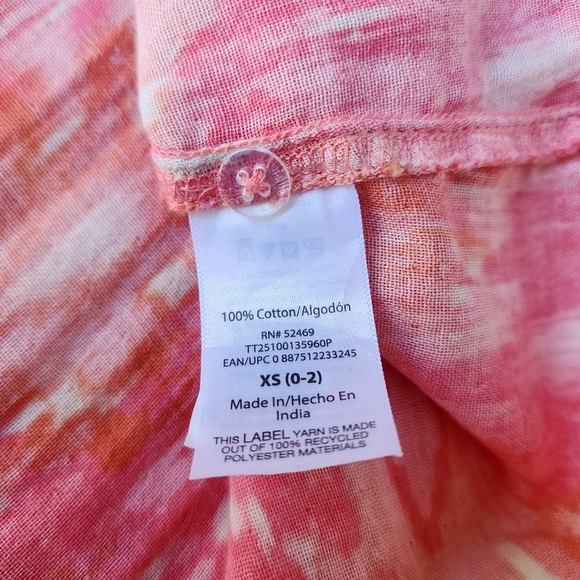 100% Cotton/Algodón
RN# 52469
TT25100135960P
EAN/UPC 0 887512233245
XS (0-2)
Made In/Hecho En
India
THIS LABEL YARN IS MADE
OUT OF 100% RECYCLED
POLYESTER MATERIALS